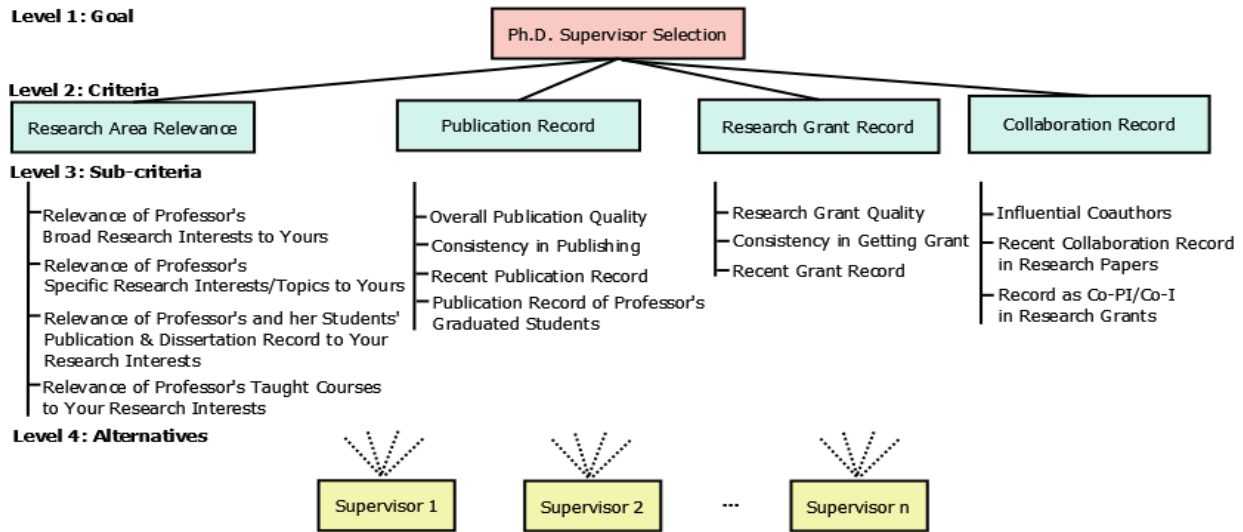 Level 1: Goal
Ph.D. Supervisor Selection
Level 2: Criteria
Research Area Relevance
Publication Record
Research Grant Record
Collaboration Record
Level 3: Sub-criteria
Relevance of Professor's
Broad Research Interests to Yours
Relevance of Professor's
Specific Research Interests/Topics to Yours
Relevance of Professor's and her Students'
Publication & Dissertation Record to Your
Research Interests
Relevance of Professor's Taught Courses
to Your Research Interests
Overall Publication Quality
Consistency in Publishing
Recent Publication Record
Publication Record of Professor's
Graduated Students
Research Grant Quality
Consistency in Getting Grant
Recent Grant Record
Influential Coauthors
Recent Collaboration Record
in Research Papers
Record as Co-PI/Co-I
in Research Grants
Level 4: Alternatives
Supervisor 1
Supervisor 2
...
Supervisor n